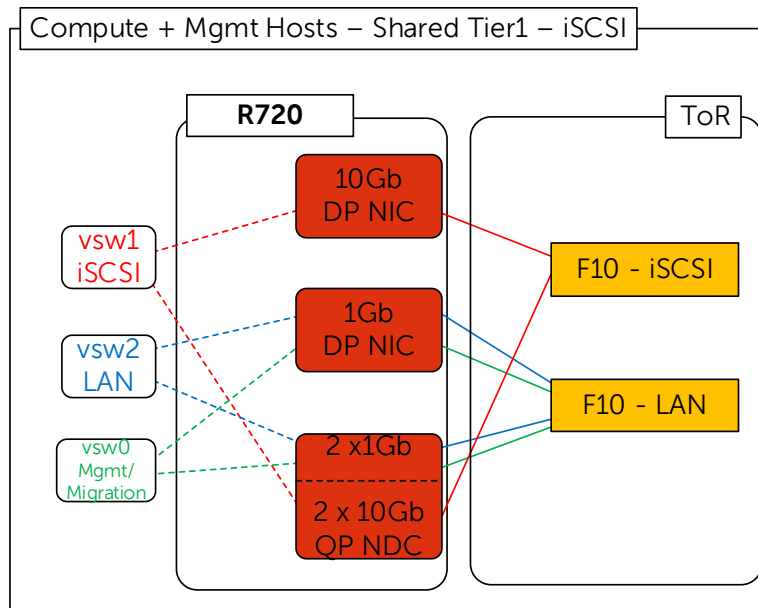 Compute + Mgmt Hosts – Shared Tier1 – iSCSI
R720
ToR
10Gb
DP NIC
vsw1
iSCSI
F10 - iSCSI
1Gb
DP NIC
vsw2
LAN
F10 - LAN
vsw0
Mgmt/
Migration
2 x1Gb
2 x 10Gb
QP NDC